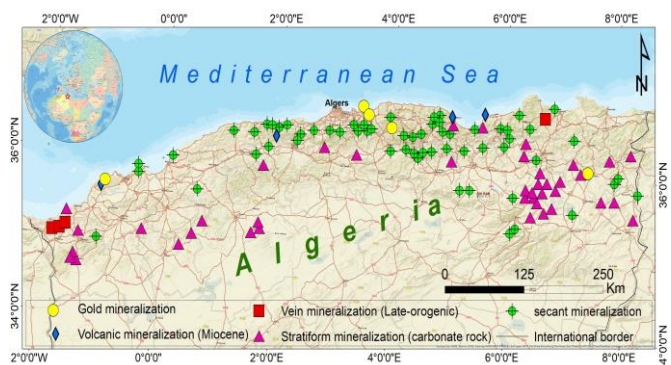 2°0'0"W 0°0'0" 2°0'0"E 4°0'0"E 6°0'0"E 8°0'0"E
N
Mediterranean Sea
Algers
36°0'0"N
36°0'0"N
Algeria
0 125 250
Km
34°0'0"N
4°0'0"N
Gold mineralization
Vein mineralization (Late-orogenic)
secant mineralization
Volcanic mineralization (Miocene)
Stratiform mineralization (carbonate rock)
International border
2°0'0"W 0°0'0" 2°0'0"E 4°0'0"E 6°0'0"E 8°0'0"E